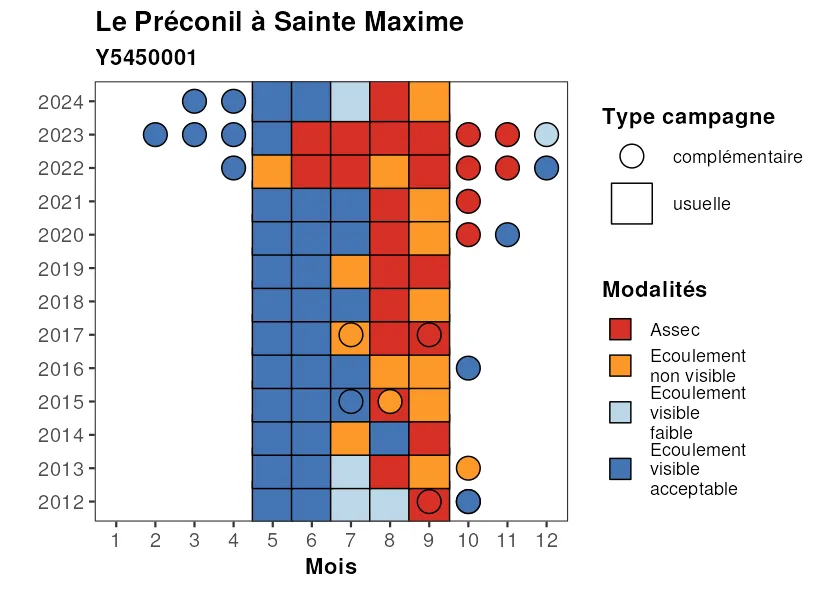 Le Préconil à Sainte Maxime
Y5450001
2024
2023
2022
2021
2020
2019
2018
2017
2016
2015
2014
2013
2012
1 2 3 4 5 6 7 8 9 10 11 12
Mois
Type campagne
complémentaire
usuelle
Modalités
Assec
Ecoulement
non visible
Ecoulement
visible
faible
Ecoulement
visible
acceptable